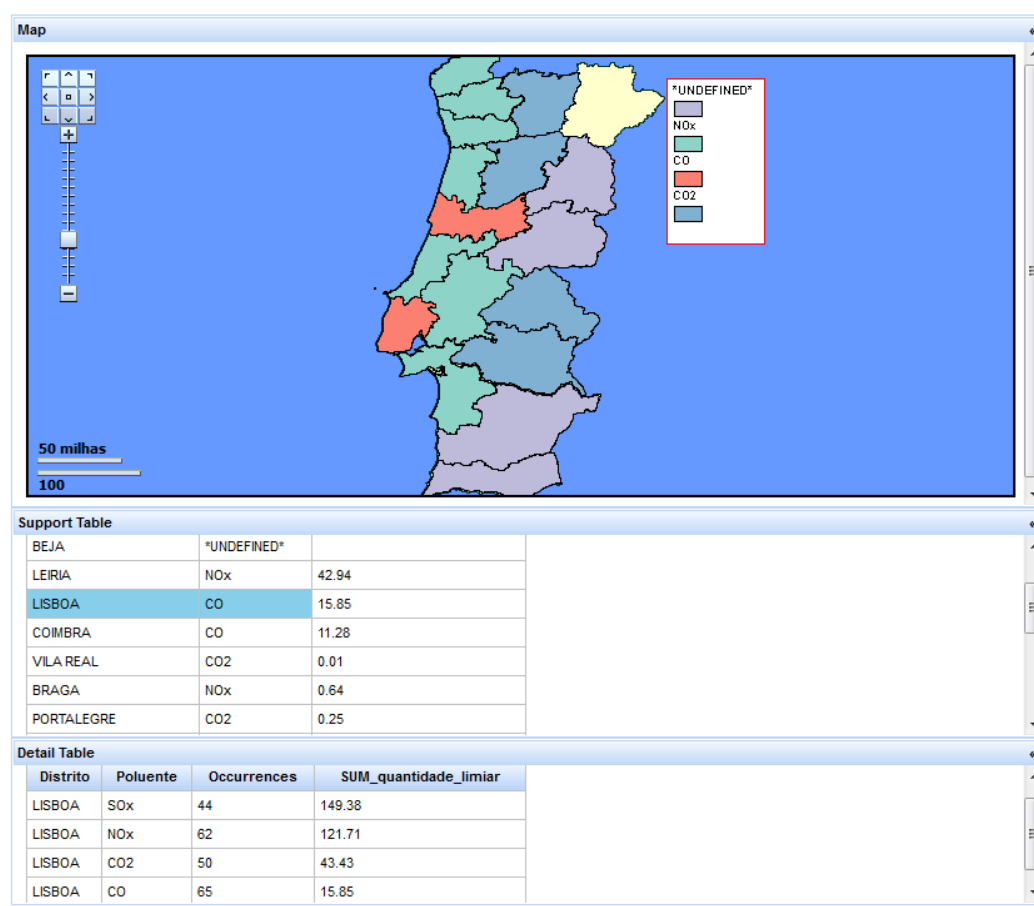 Map
*UNDEFINED*
NOx
CO
CO2
50 milhas
100
Support Table
BEJA *UNDEFINED*
LEIRIA NOx 42.94
LISBOA CO 15.85
COIMBRA CO 11.28
VILA REAL CO2 0.01
BRAGA NOx 0.64
PORTALEGRE CO2 0.25
Detail Table
Distrito Poluente Occurrences SUM_quantidade_limiar
LISBOA SOx 44 149.38
LISBOA NOx 62 121.71
LISBOA CO2 50 43.43
LISBOA CO 65 15.85